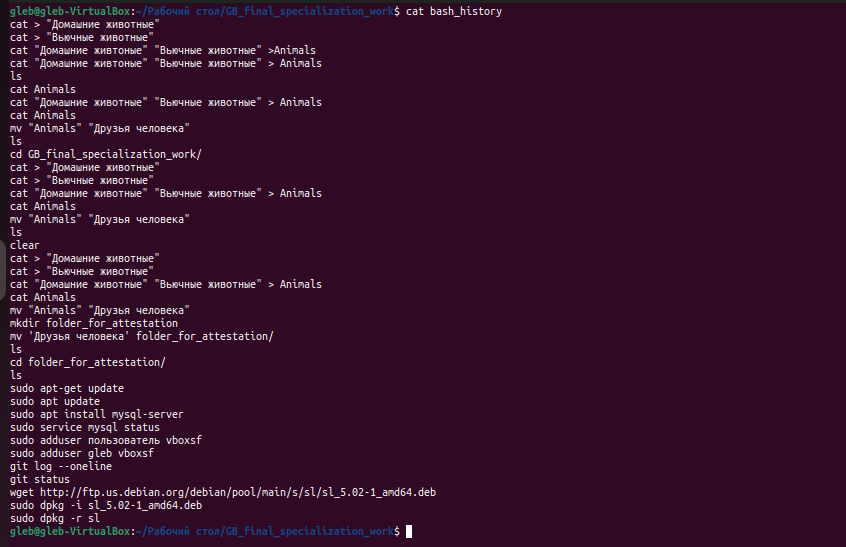 gleb@gleb-VirtualBox:~/Рабочий стол/GB_final_specialization_work$ cat bash_history
cat > "Домашние животные"
cat > "Вьючные животные"
cat "Домашние живтоные" "Вьючные животные" >Animals
cat "Домашние живтоные" "Вьючные животные" > Animals
ls
cat Animals
cat "Домашние животные" "Вьючные животные" > Animals
cat Animals
mv "Animals" "Друзья человека"
ls
cd GB_final_specialization_work/
cat > "Домашние животные"
cat > "Вьючные животные"
cat "Домашние животные" "Вьючные животные" > Animals
cat Animals
mv "Animals" "Друзья человека"
ls
clear
cat > "Домашние животные"
cat > "Вьючные животные"
cat "Домашние животные" "Вьючные животные" > Animals
cat Animals
mv "Animals" "Друзья человека"
mkdir folder_for_attestation
mv 'Друзья человека' folder_for_attestation/
ls
cd folder_for_attestation/
ls
sudo apt-get update
sudo apt update
sudo apt install mysql-server
sudo service mysql status
sudo adduser пользователь vboxsf
sudo adduser gleb vboxsf
git log --oneline
git status
wget http://ftp.us.debian.org/debian/pool/main/s/sl/sl_5.02-1_amd64.deb
sudo dpkg -i sl_5.02-1_amd64.deb
sudo dpkg -r sl
gleb@gleb-VirtualBox:~/Рабочий стол/GB_final_specialization_work$